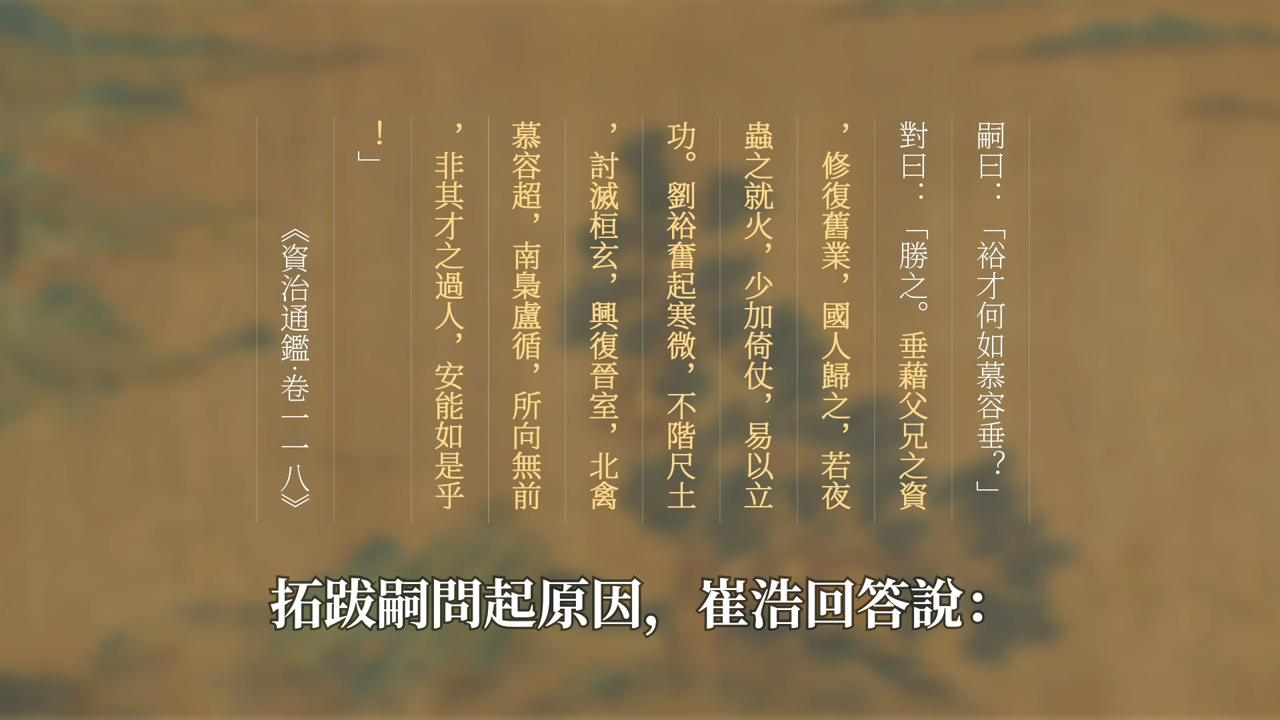 嗣曰：「裕才何如慕容垂？」
對曰：「勝之。垂藉父兄之資
，修復舊業，國人歸之，若夜
蟲之就火，少加倚仗，易以立
功。劉裕奮起寒微，不階尺土
，討滅桓玄，興復晉室，北禽
慕容超，南梟盧循，所向無前
，非其才之過人，安能如是乎
！」
《資治通鑑·卷一一八》
拓跋嗣問起原因，崔浩回答說：